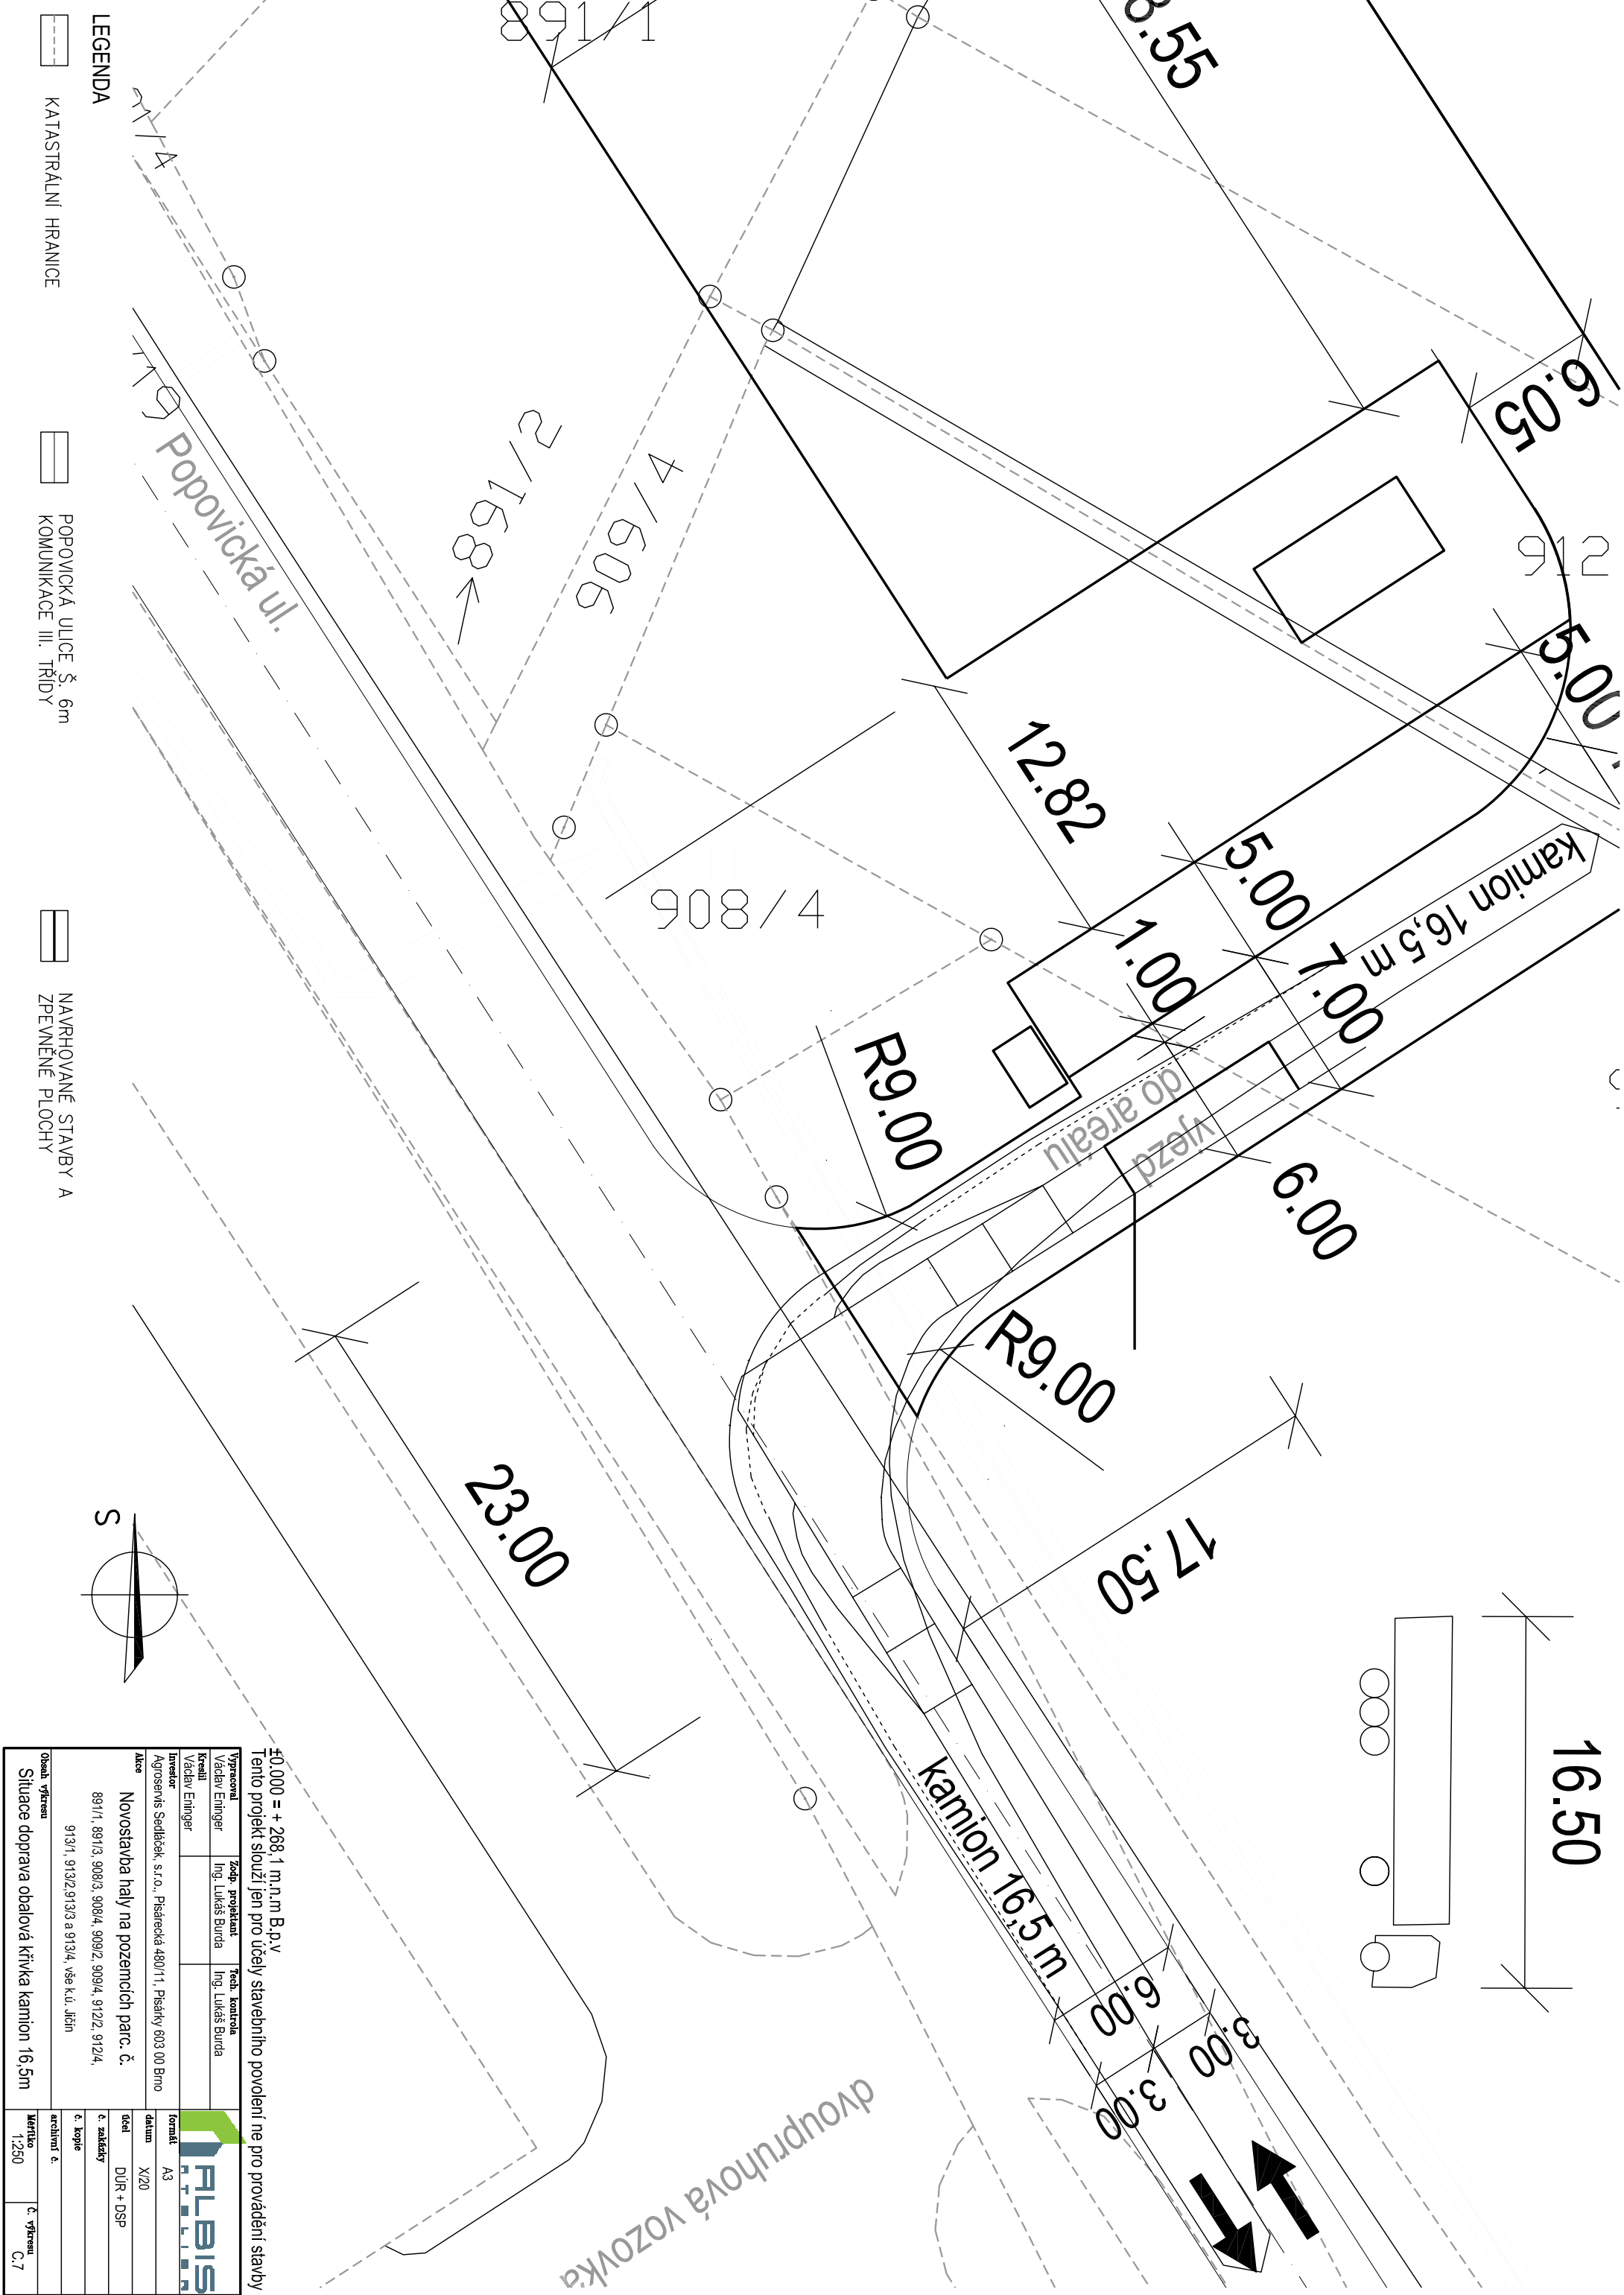 891/1
8.55
6.05
912
5.00
1/4
19
Popovická ul.
891/2
909/4
12.82
5.00
908/4
1.00
7.00
kamion 16,5 m
R9.00
vjezd
do areálu
6.00
R9.00
23.00
17.50
16.50
kamion 16,5 m
6.00
3.00
3.00
dvoupruhová vozovka
S
LEGENDA
KATASTRÁLNÍ HRANICE
POPOVICKÁ ULICE Š. 6m
KOMUNIKACE III. TŘÍDY
NAVRHOVANÉ STAVBY A
ZPEVNĚNÉ PLOCHY
±0.000 = + 268,1 m.n.m B.p.v
Tento projekt slouží jen pro účely stavebního povolení ne pro provádění stavby
Vypracoval
Václav Eninger
Zodp. projektant
Ing. Lukáš Burda
Tech. kontrola
Ing. Lukáš Burda
Kreslil
Václav Eninger
ALBIS
ATELIER
Investor
Agroservis Sedláček, s.r.o., Písárecká 480/11, Pisárky 603 00 Brno
Akce
Novostavba haly na pozemcích parc. č.
891/1, 891/3, 908/3, 908/4, 909/2, 909/4, 912/2, 912/4,
913/1, 913/2,913/3 a 913/4, vše k.ú. Jičín
formát A3
datum X/20
účel DÚR + DSP
č. zakázky
č. kopie
archivní č.
Obsah výkresu
Situace doprava obalová křivka kamion 16,5m
Měřítko
1:250
Č. výkresu
C.7